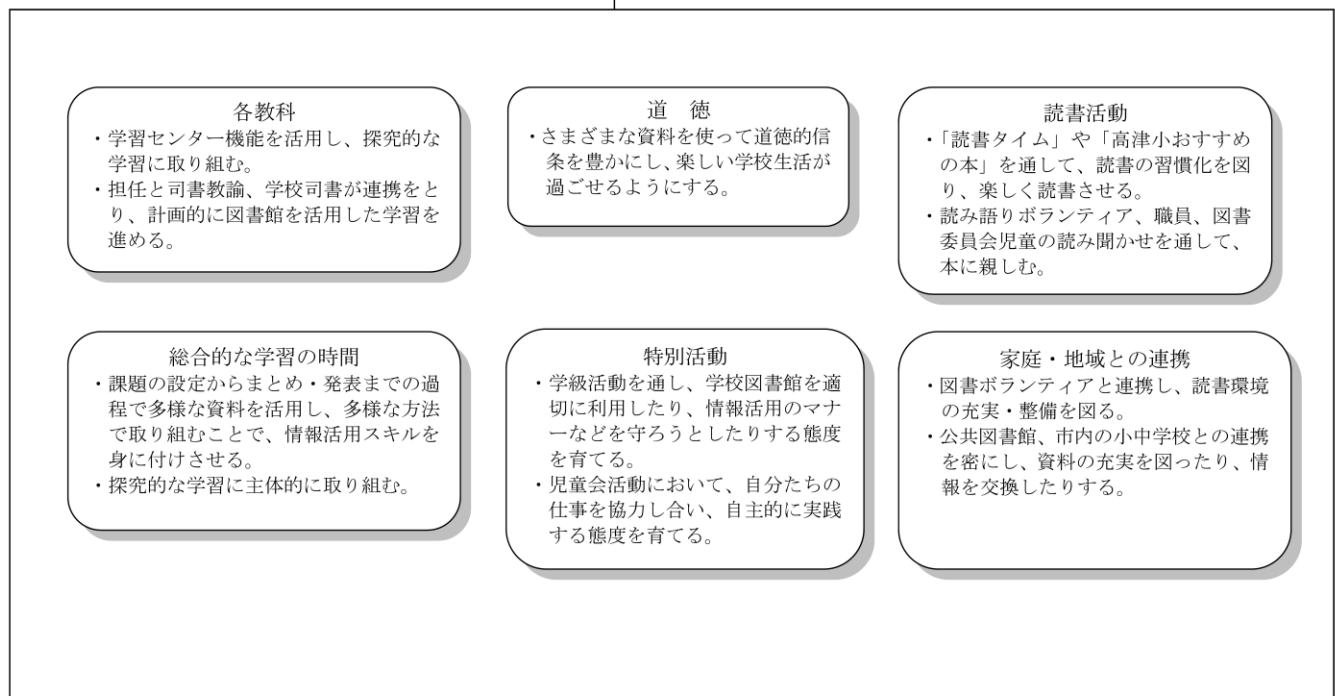 各教科
・学習センター機能を活用し、探究的な
学習に取り組む。
・担任と司書教諭、学校司書が連携をと
り、計画的に図書館を活用した学習を
進める。
道　徳
・さまざまな資料を使って道徳的信
条を豊かにし、楽しい学校生活が
過ごせるようにする。
読書活動
・「読書タイム」や「高津小おすすめ
の本」を通して、読書の習慣化を図
り、楽しく読書させる。
・読み語りボランティア、職員、図書
委員会児童の読み聞かせを通して、
本に親しむ。
総合的な学習の時間
・課題の設定からまとめ・発表までの過
程で多様な資料を活用し、多様な方法
で取り組むことで、情報活用スキルを
身に付けさせる。
・探究的な学習に主体的に取り組む。
特別活動
・学級活動を通し、学校図書館を適
切に利用したり、情報活用のマナ
ーなどを守ろうとしたりする態度
を育てる。
・児童会活動において、自分たちの
仕事を協力し合い、自主的に実践
する態度を育てる。
家庭・地域との連携
・図書ボランティアと連携し、読書環境
の充実・整備を図る。
・公共図書館、市内の小中学校との連携
を密にし、資料の充実を図ったり、情
報を交換したりする。